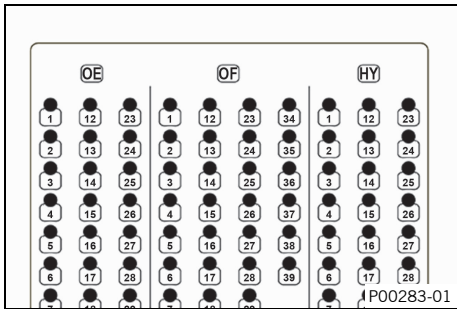 OE OF HY
1 12 23 1 12 23 34 1 12 23
2 13 24 2 13 24 35 2 13 24
3 14 25 3 14 25 36 3 14 25
4 15 26 4 15 26 37 4 15 26
5 16 27 5 16 27 38 5 16 27
6 17 28 6 17 28 39 6 17 28
P00283-01